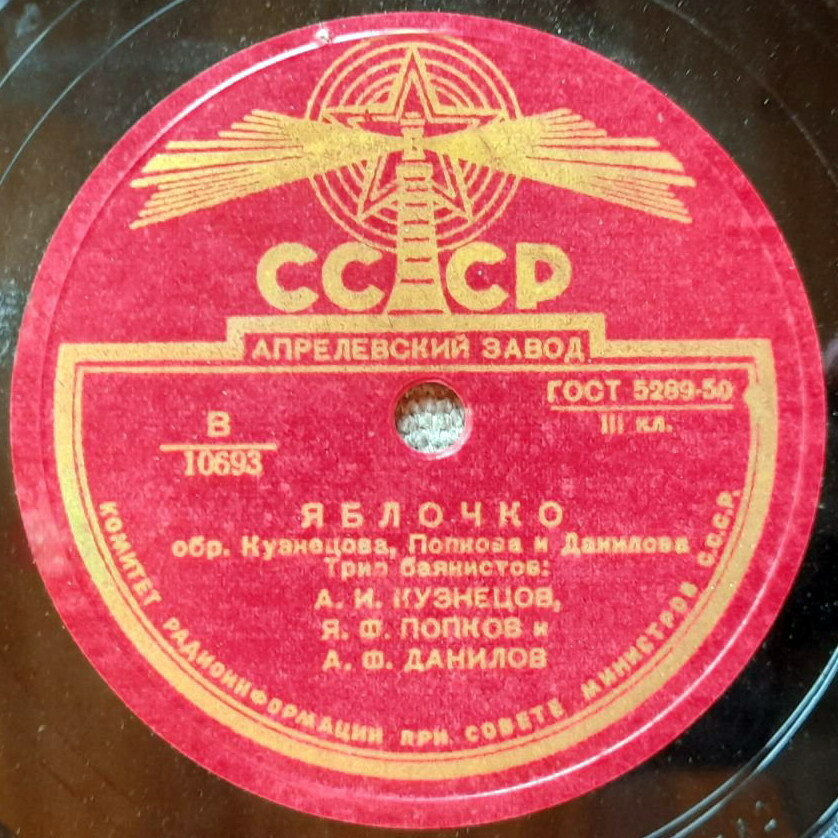 СССР
АПРЕЛЕВСКИЙ ЗАВОД
ГОСТ 5289-50
III кл.
В
10693
ЯБЛОЧКО
обр. Кузнецова, Попкова и Данилова
Трио баянистов:
А. И. КУЗНЕЦОВ,
Я. Ф. ПОПКОВ и
А. Ф. ДАНИЛОВ
КОМИТЕТ РАДИОИНФОРМАЦИИ ПРИ СОВЕТЕ МИНИСТРОВ С.С.С.Р.